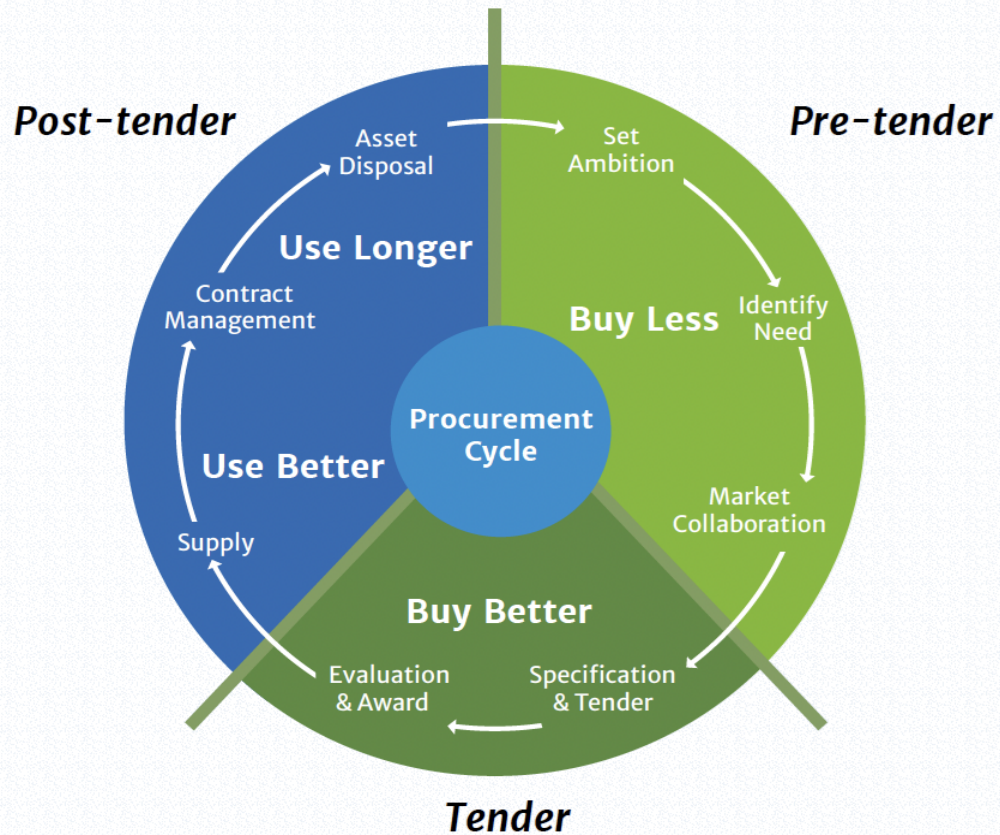 Post-tender
Pre-tender
Asset
Disposal
Set
Ambition
Use Longer
Contract
Management
Buy Less
Identify
Need
Procurement
Cycle
Use Better
Market
Collaboration
Supply
Buy Better
Evaluation
& Award
Specification
& Tender
Tender